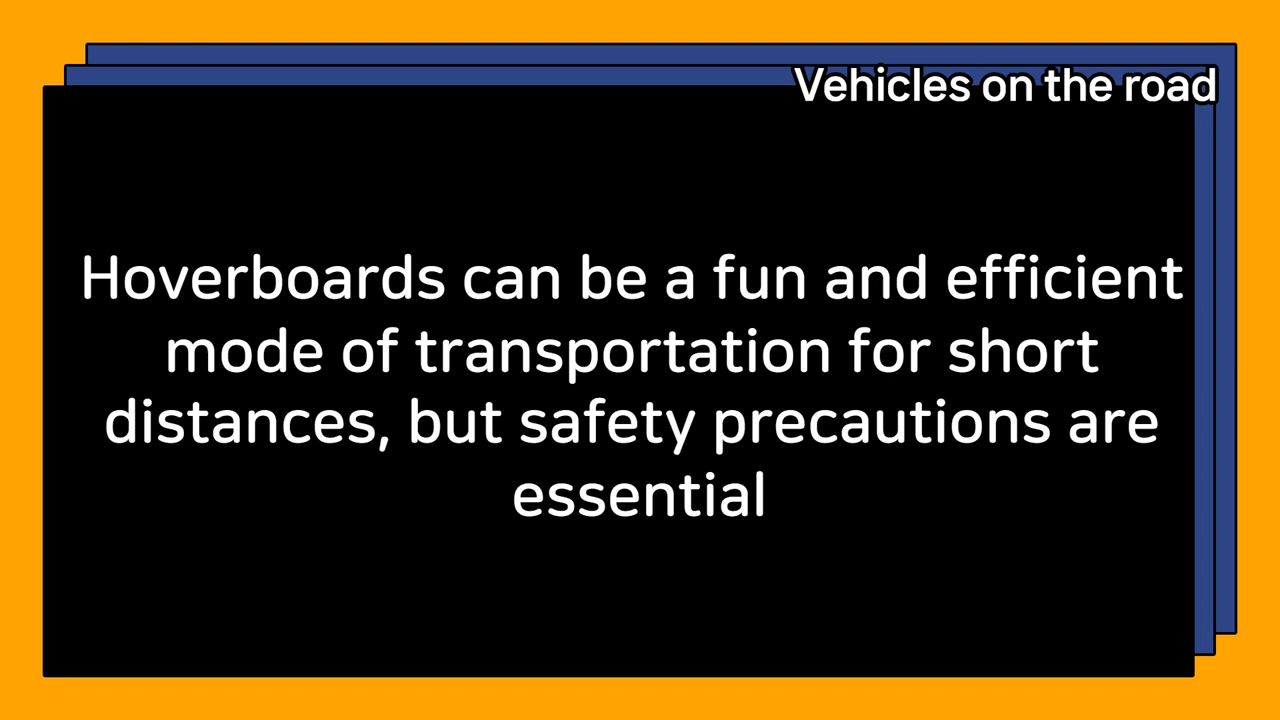 Vehicles on the road
Hoverboards can be a fun and efficient
mode of transportation for short
distances, but safety precautions are
essential